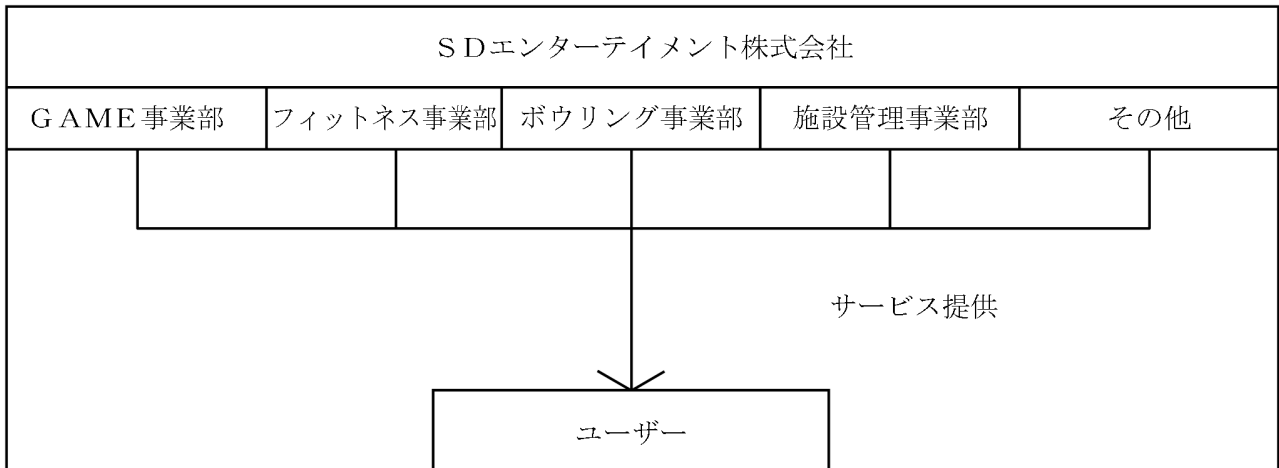 ＳＤエンターテイメント株式会社
ＧＡＭＥ事業部
フィットネス事業部
ボウリング事業部
施設管理事業部
その他
サービス提供
ユーザー